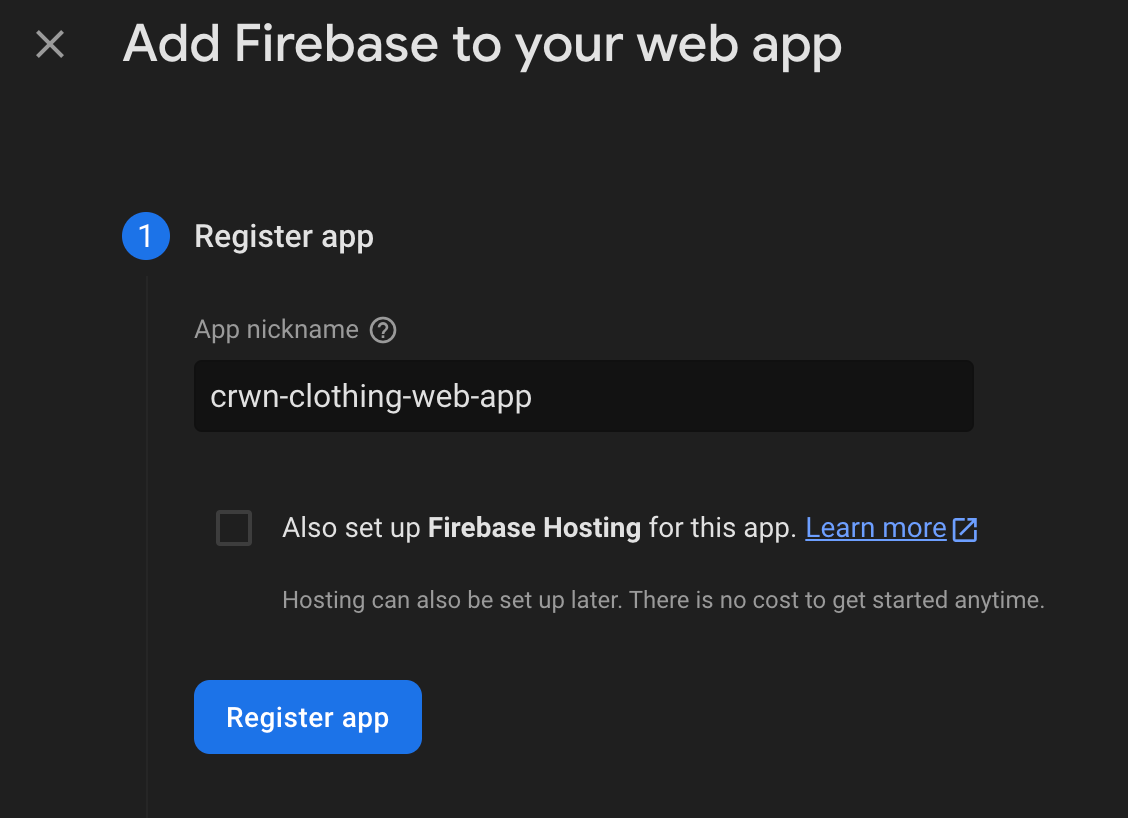 Add Firebase to your web app
1 Register app
App nickname
crwn-clothing-web-app
Also set up Firebase Hosting for this app. Learn more
Hosting can also be set up later. There is no cost to get started anytime.
Register app